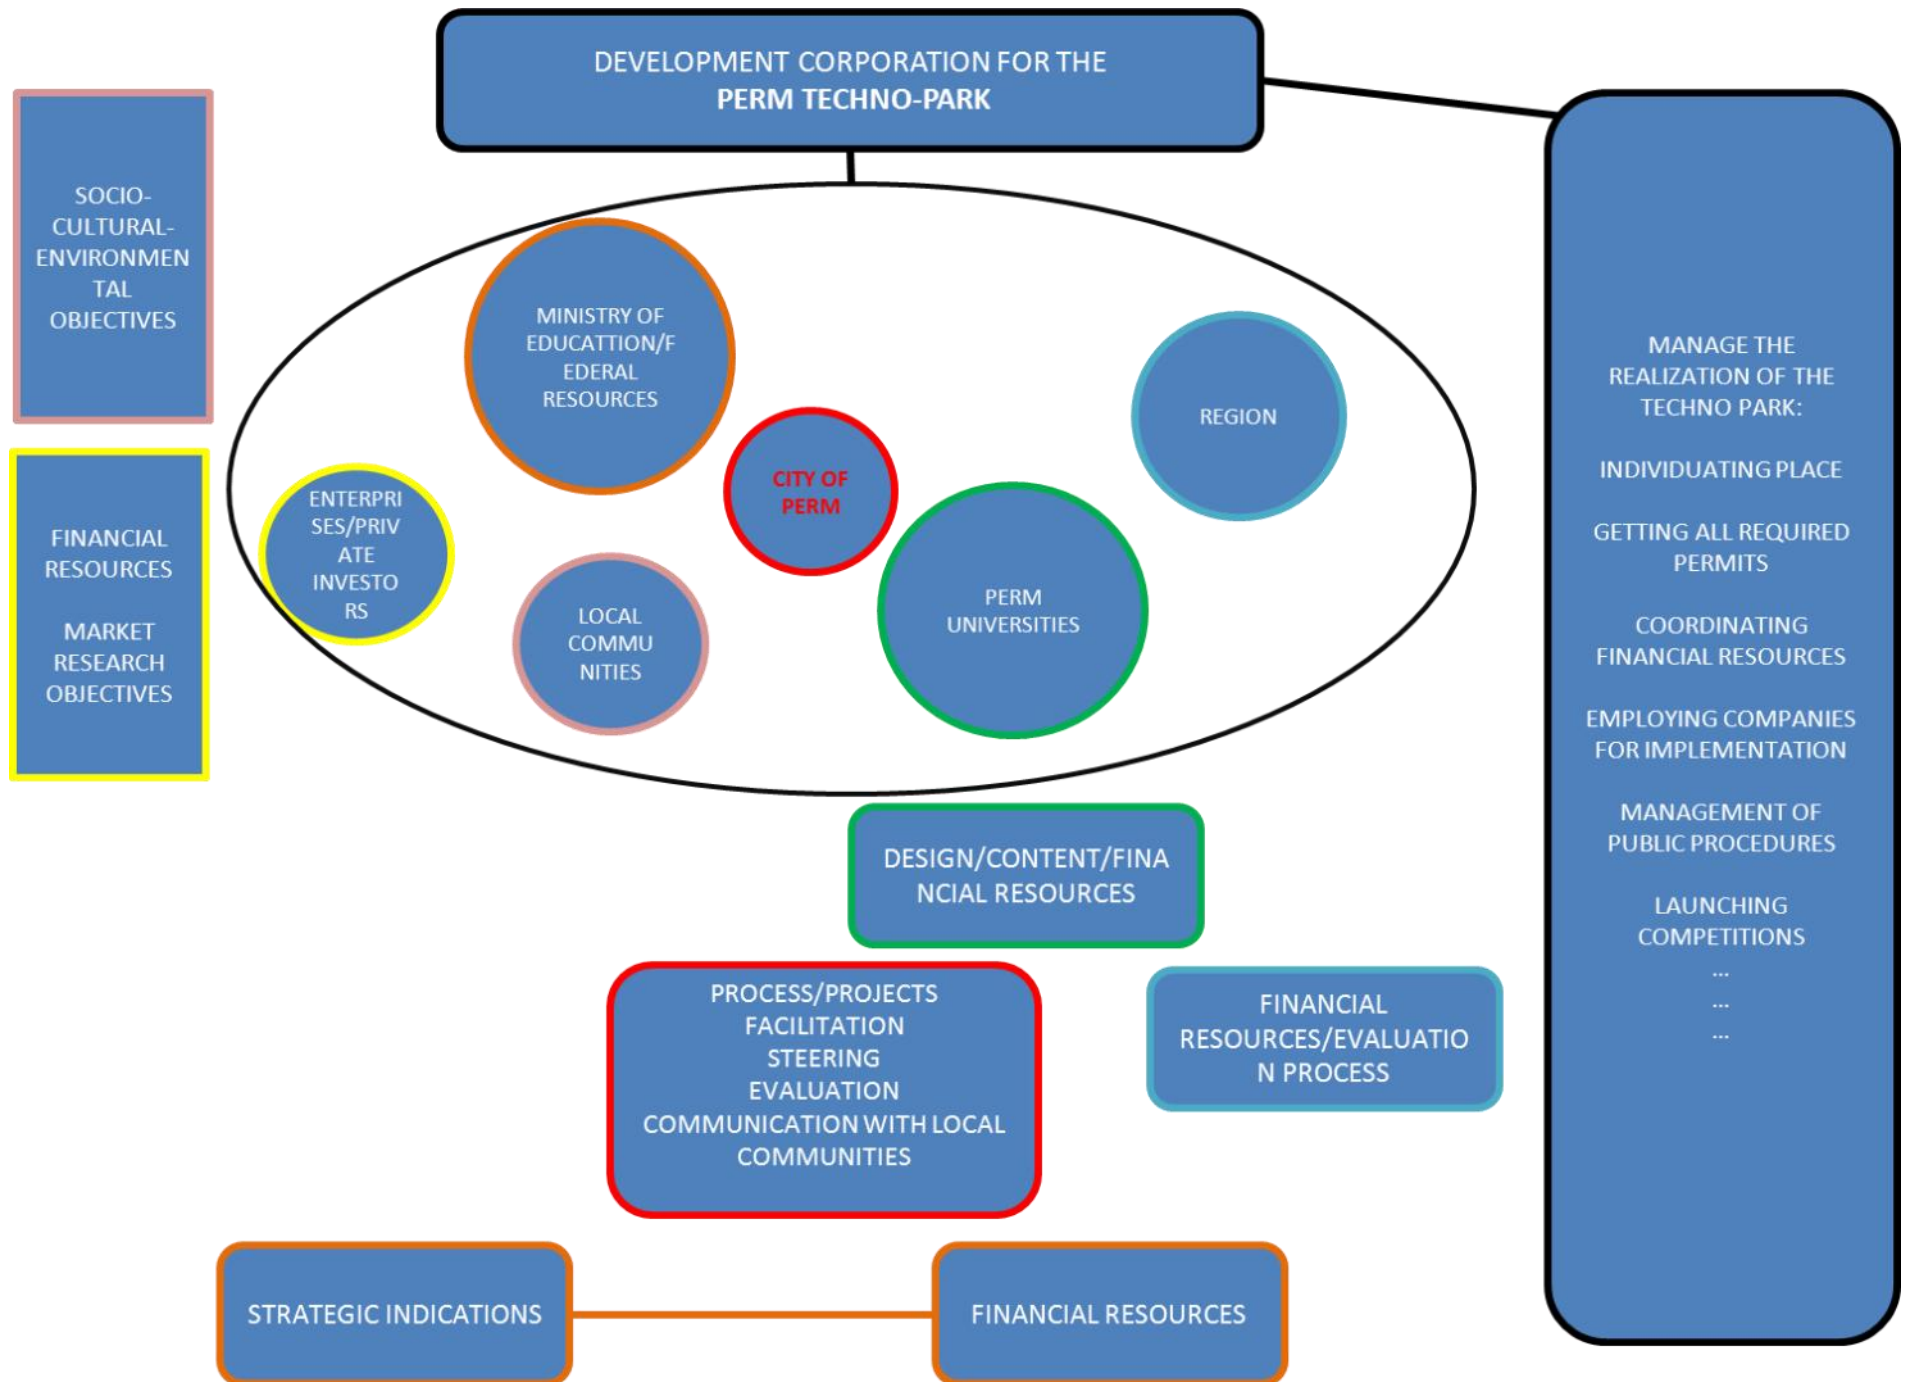 DEVELOPMENT CORPORATION FOR THE
PERM TECHNO-PARK
SOCIO-
CULTURAL-
ENVIRONMEN
TAL
OBJECTIVES
FINANCIAL
RESOURCES
MARKET
RESEARCH
OBJECTIVES
MINISTRY OF
EDUCATTION/F
EDERAL
RESOURCES
REGION
CITY OF
PERM
ENTERPRI
SES/PRIV
ATE
INVESTO
RS
LOCAL
COMMU
NITIES
PERM
UNIVERSITIES
MANAGE THE
REALIZATION OF THE
TECHNO PARK:
INDIVIDUATING PLACE
GETTING ALL REQUIRED
PERMITS
COORDINATING
FINANCIAL RESOURCES
EMPLOYING COMPANIES
FOR IMPLEMENTATION
MANAGEMENT OF
PUBLIC PROCEDURES
LAUNCHING
COMPETITIONS
...
...
...
DESIGN/CONTENT/FINA
NCIAL RESOURCES
PROCESS/PROJECTS
FACILITATION
STEERING
EVALUATION
COMMUNICATION WITH LOCAL
COMMUNITIES
FINANCIAL
RESOURCES/EVALUATIO
N PROCESS
STRATEGIC INDICATIONS
FINANCIAL RESOURCES